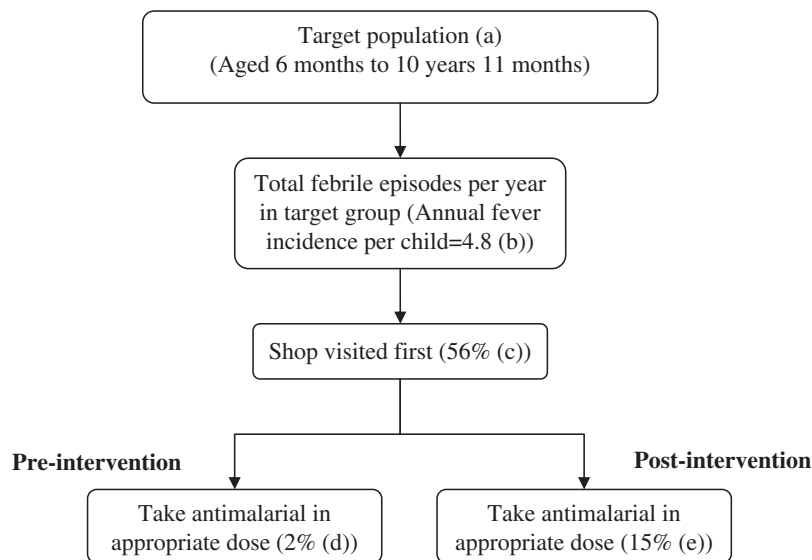 Target population (a)
(Aged 6 months to 10 years 11 months)
Total febrile episodes per year
in target group (Annual fever
incidence per child=4.8 (b))
Shop visited first (56% (c))
Pre-intervention
Post-intervention
Take antimalarial in
appropriate dose (2% (d))
Take antimalarial in
appropriate dose (15% (e))